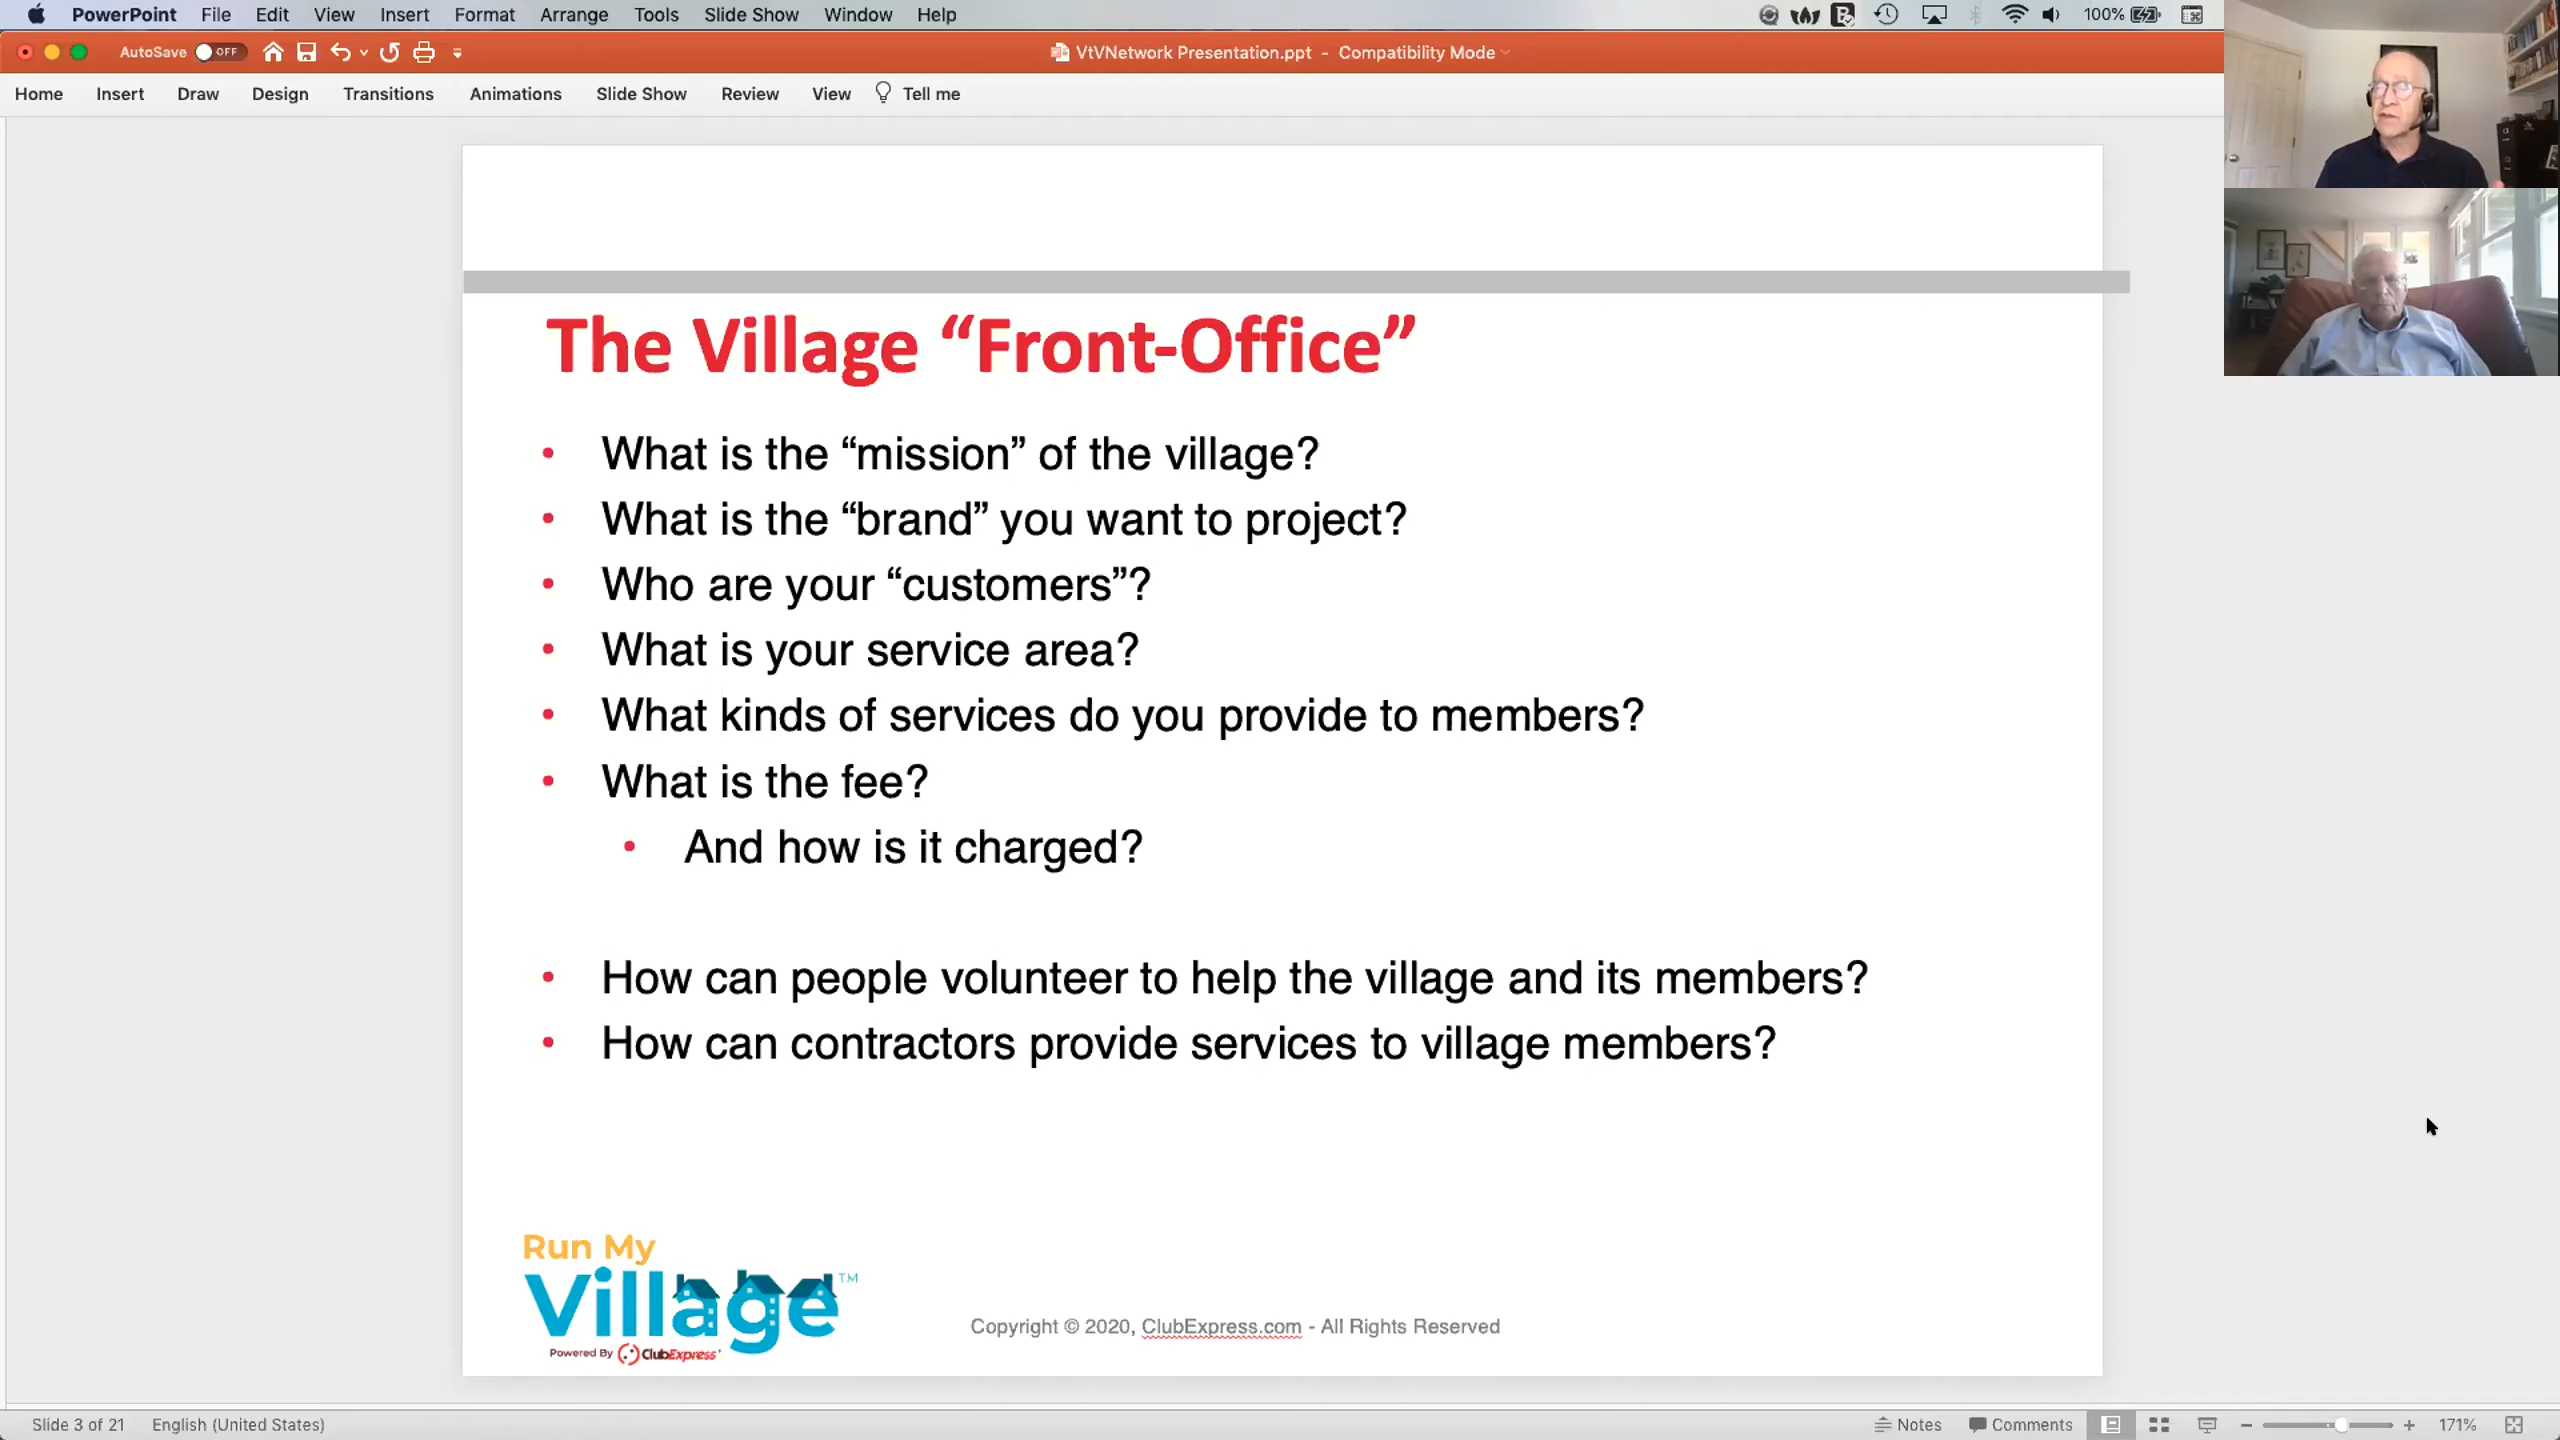 PowerPoint File Edit View Insert Format Arrange Tools Slide Show Window Help 100%
AutoSave OFF VtVNetwork Presentation.ppt - Compatibility Mode
Home Insert Draw Design Transitions Animations Slide Show Review View Tell me
The Village “Front-Office”
• What is the “mission” of the village?
• What is the “brand” you want to project?
• Who are your “customers”?
• What is your service area?
• What kinds of services do you provide to members?
• What is the fee?
• And how is it charged?
• How can people volunteer to help the village and its members?
• How can contractors provide services to village members?
Run My
Village™
Powered By ClubExpress
Copyright © 2020, ClubExpress.com - All Rights Reserved
Slide 3 of 21 English (United States) Notes Comments 171%